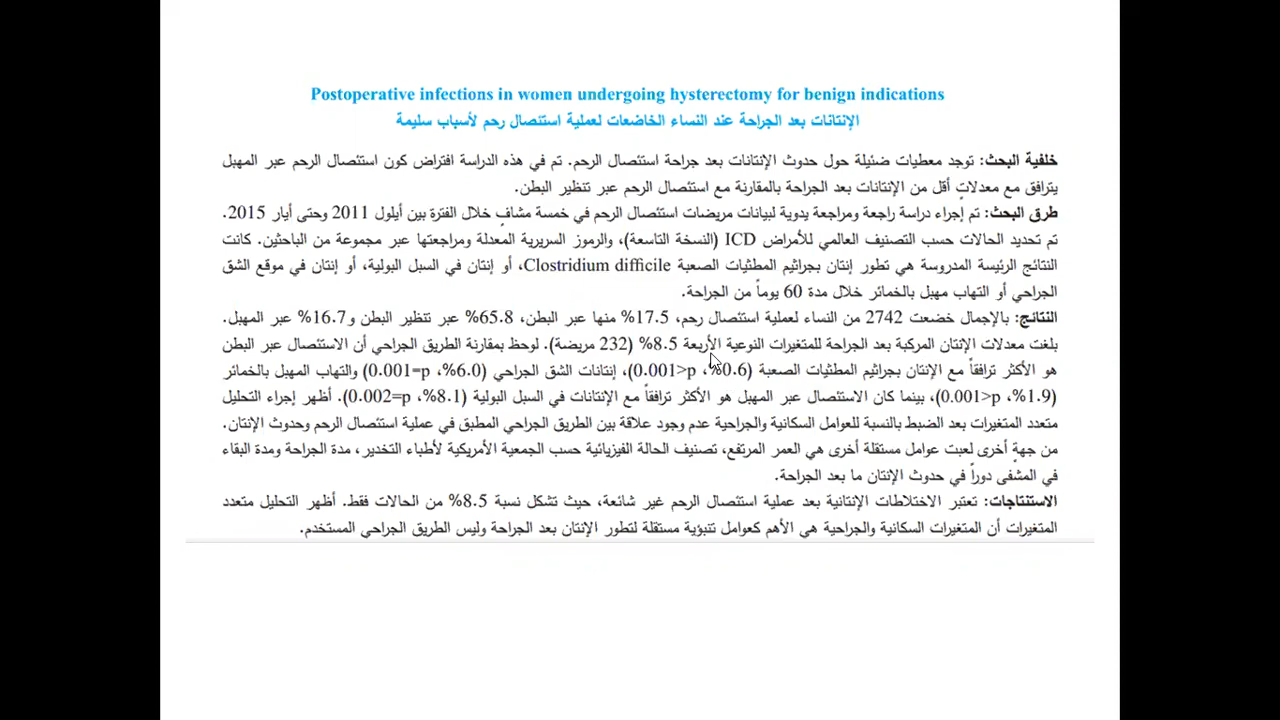 Postoperative infections in women undergoing hysterectomy for benign indications
الإنتانات بعد الجراحة عند النساء الخاضعات لعملية استئصال رحم لأسباب سليمة
خلفية البحث: توجد معطيات ضئيلة حول حدوث الإنتانات بعد جراحة استئصال الرحم. تم في هذه الدراسة افتراض كون استئصال الرحم عبر المهبل
يترافق مع معدلاتٍ أقل من الإنتانات بعد الجراحة بالمقارنة مع استئصال الرحم عبر تنظير البطن.
طرق البحث: تم إجراء دراسة راجعة ومراجعة يدوية لبيانات مريضات استئصال الرحم في خمسة مشافٍ خلال الفترة بين أيلول 2011 وحتى أيار 2015.
تم تحديد الحالات حسب التصنيف العالمي للأمراض ICD (النسخة التاسعة)، والرموز السريرية المعدلة ومراجعتها عبر مجموعة من الباحثين. كانت
النتائج الرئيسة المدروسة هي تطور إنتان بجراثيم المطثيات الصعبة Clostridium difficile، أو إنتان في السبل البولية، أو إنتان في موقع الشق
الجراحي أو التهاب مهبل بالخمائر خلال مدة 60 يوماً من الجراحة.
النتائج: بالإجمال خضعت 2742 من النساء لعملية استئصال رحم، 17.5% منها عبر البطن، 65.8% عبر تنظير البطن و16.7% عبر المهبل.
بلغت معدلات الإنتان المركبة بعد الجراحة للمتغيرات النوعية الأربعة 8.5% (232 مريضة). لوحظ بمقارنة الطريق الجراحي أن الاستئصال عبر البطن
هو الأكثر ترافقاً مع الإنتان بجراثيم المطثيات الصعبة (0.6%، p<0.001)، إنتانات الشق الجراحي (6.0%، p=0.001) والتهاب المهبل بالخمائر
(1.9%، p<0.001)، بينما كان الاستئصال عبر المهبل هو الأكثر ترافقاً مع الإنتانات في السبل البولية (8.1%، p=0.002). أظهر إجراء التحليل
متعدد المتغيرات بعد الضبط بالنسبة للعوامل السكانية والجراحية عدم وجود علاقة بين الطريق الجراحي المطبق في عملية استئصال الرحم وحدوث الإنتان.
من جهةٍ أخرى لعبت عوامل مستقلة أخرى هي العمر المرتفع، تصنيف الحالة الفيزيائية حسب الجمعية الأمريكية لأطباء التخدير، مدة الجراحة ومدة البقاء
في المشفى دوراً في حدوث الإنتان ما بعد الجراحة.
الاستنتاجات: تعتبر الاختلاطات الإنتانية بعد عملية استئصال الرحم غير شائعة، حيث تشكل نسبة 8.5% من الحالات فقط. أظهر التحليل متعدد
المتغيرات أن المتغيرات السكانية والجراحية هي الأهم كعوامل تنبؤية مستقلة لتطور الإنتان بعد الجراحة وليس الطريق الجراحي المستخدم.